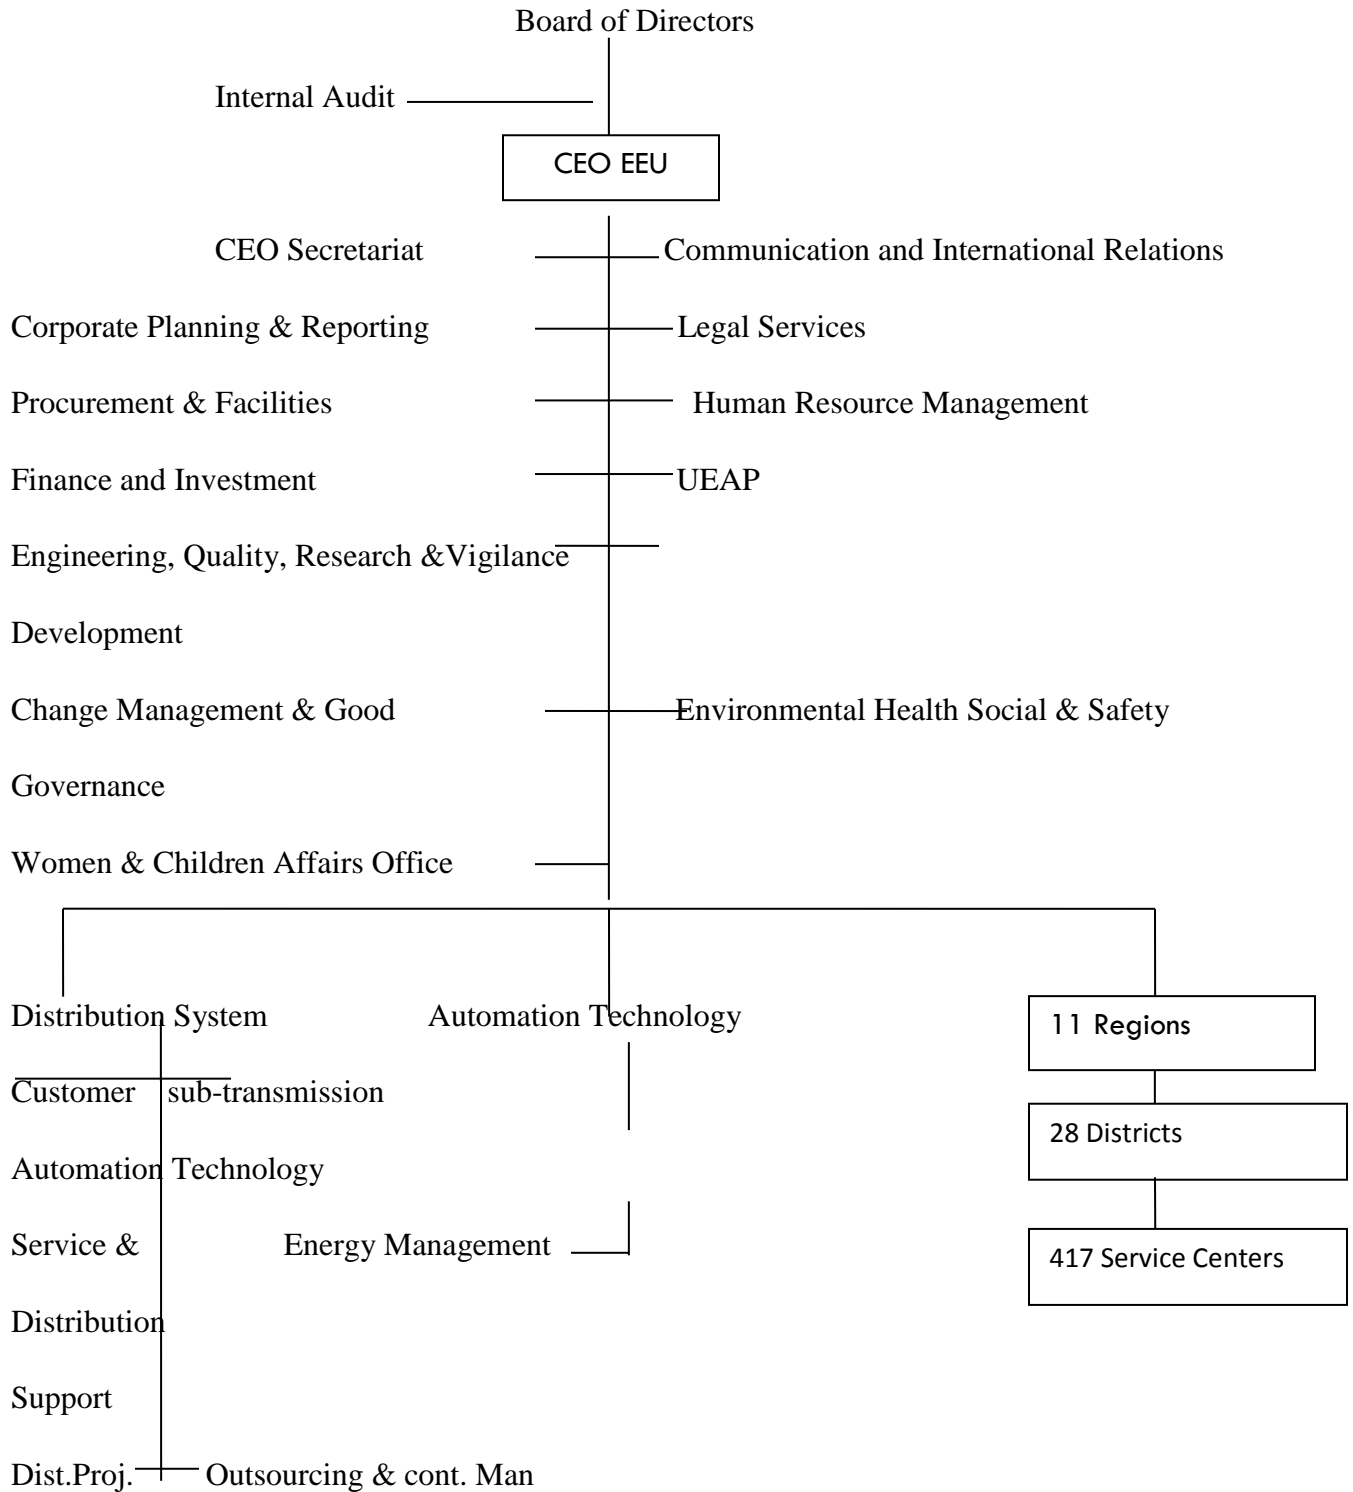 Board of Directors
Internal Audit
CEO EEU
CEO Secretariat Communication and International Relations
Corporate Planning & Reporting Legal Services
Procurement & Facilities Human Resource Management
Finance and Investment UEAP
Engineering, Quality, Research &Vigilance
Development
Change Management & Good Environmental Health Social & Safety
Governance
Women & Children Affairs Office
Distribution System Automation Technology 11 Regions
Customer sub-transmission
28 Districts
Automation Technology
Service & Energy Management 417 Service Centers
Distribution
Support
Dist.Proj. Outsourcing & cont. Man